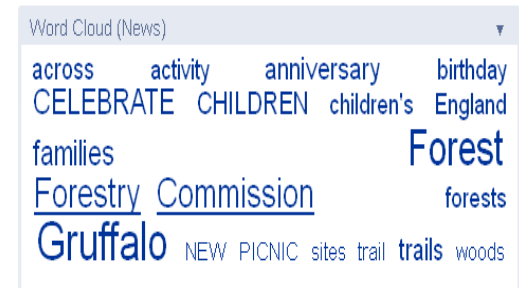 Word Cloud (News) ▼
across activity anniversary birthday
CELEBRATE CHILDREN children's England
families Forest
Forestry Commission forests
Gruffalo NEW PICNIC sites trail trails woods